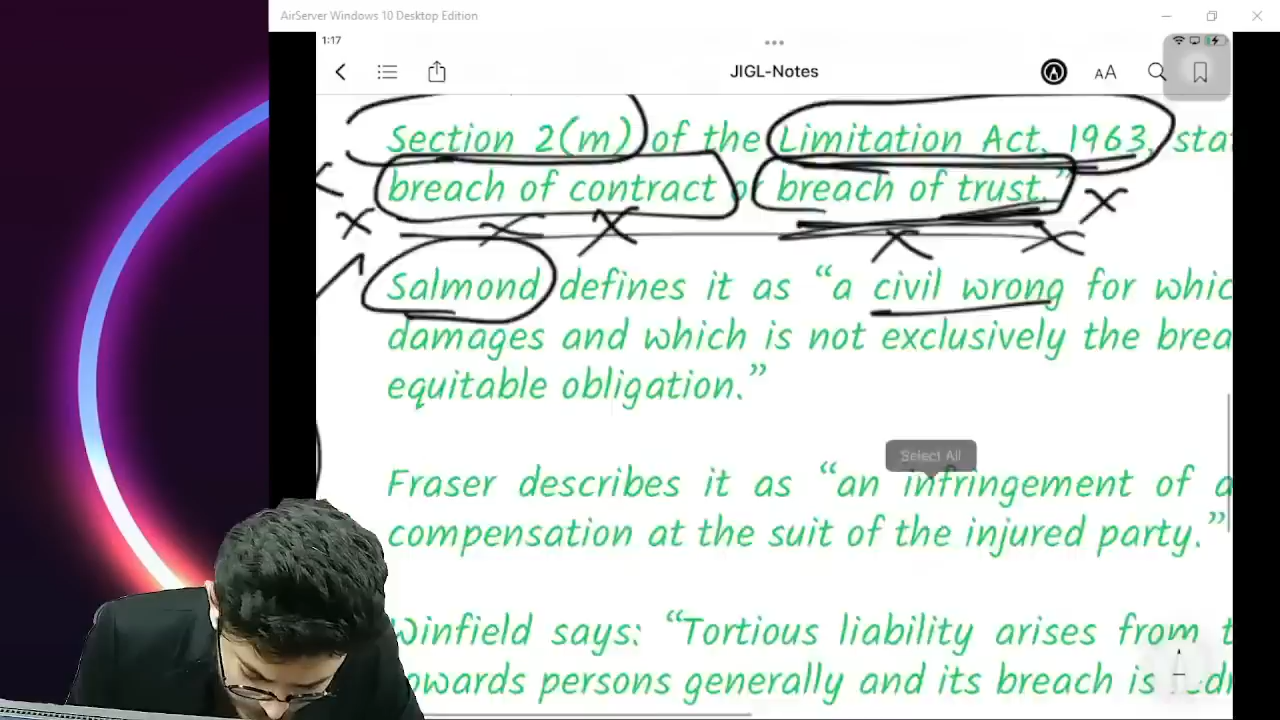 AirServer Windows 10 Desktop Edition
1:17
JIGL-Notes
AA
Section 2(m) of the Limitation Act, 1963, stat
breach of contract or breach of trust."
Salmond defines it as “a civil wrong for whic
damages and which is not exclusively the brea
equitable obligation.”
Select All
Fraser describes it as “an infringement of a
compensation at the suit of the injured party.”
Winfield says: “Tortious liability arises from t
towards persons generally and its breach is